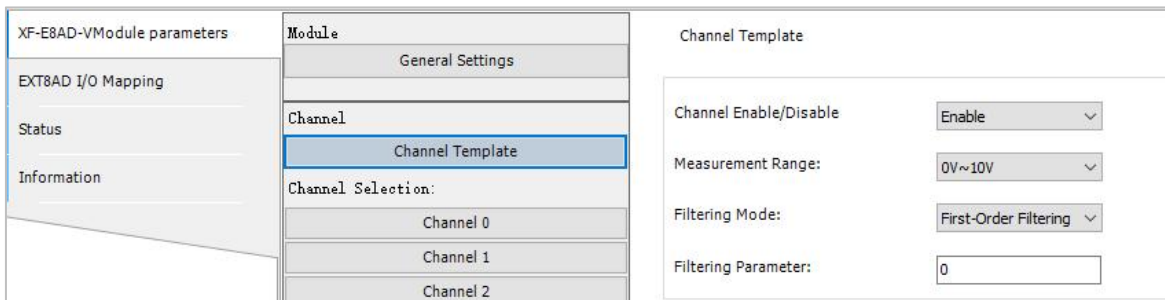 XF-E8AD-VModule parameters
EXT8AD I/O Mapping
Status
Information
Module
General Settings
Channel
Channel Template
Channel Selection:
Channel 0
Channel 1
Channel 2
Channel Template
Channel Enable/Disable Enable
Measurement Range: 0V~10V
Filtering Mode: First-Order Filtering
Filtering Parameter: 0